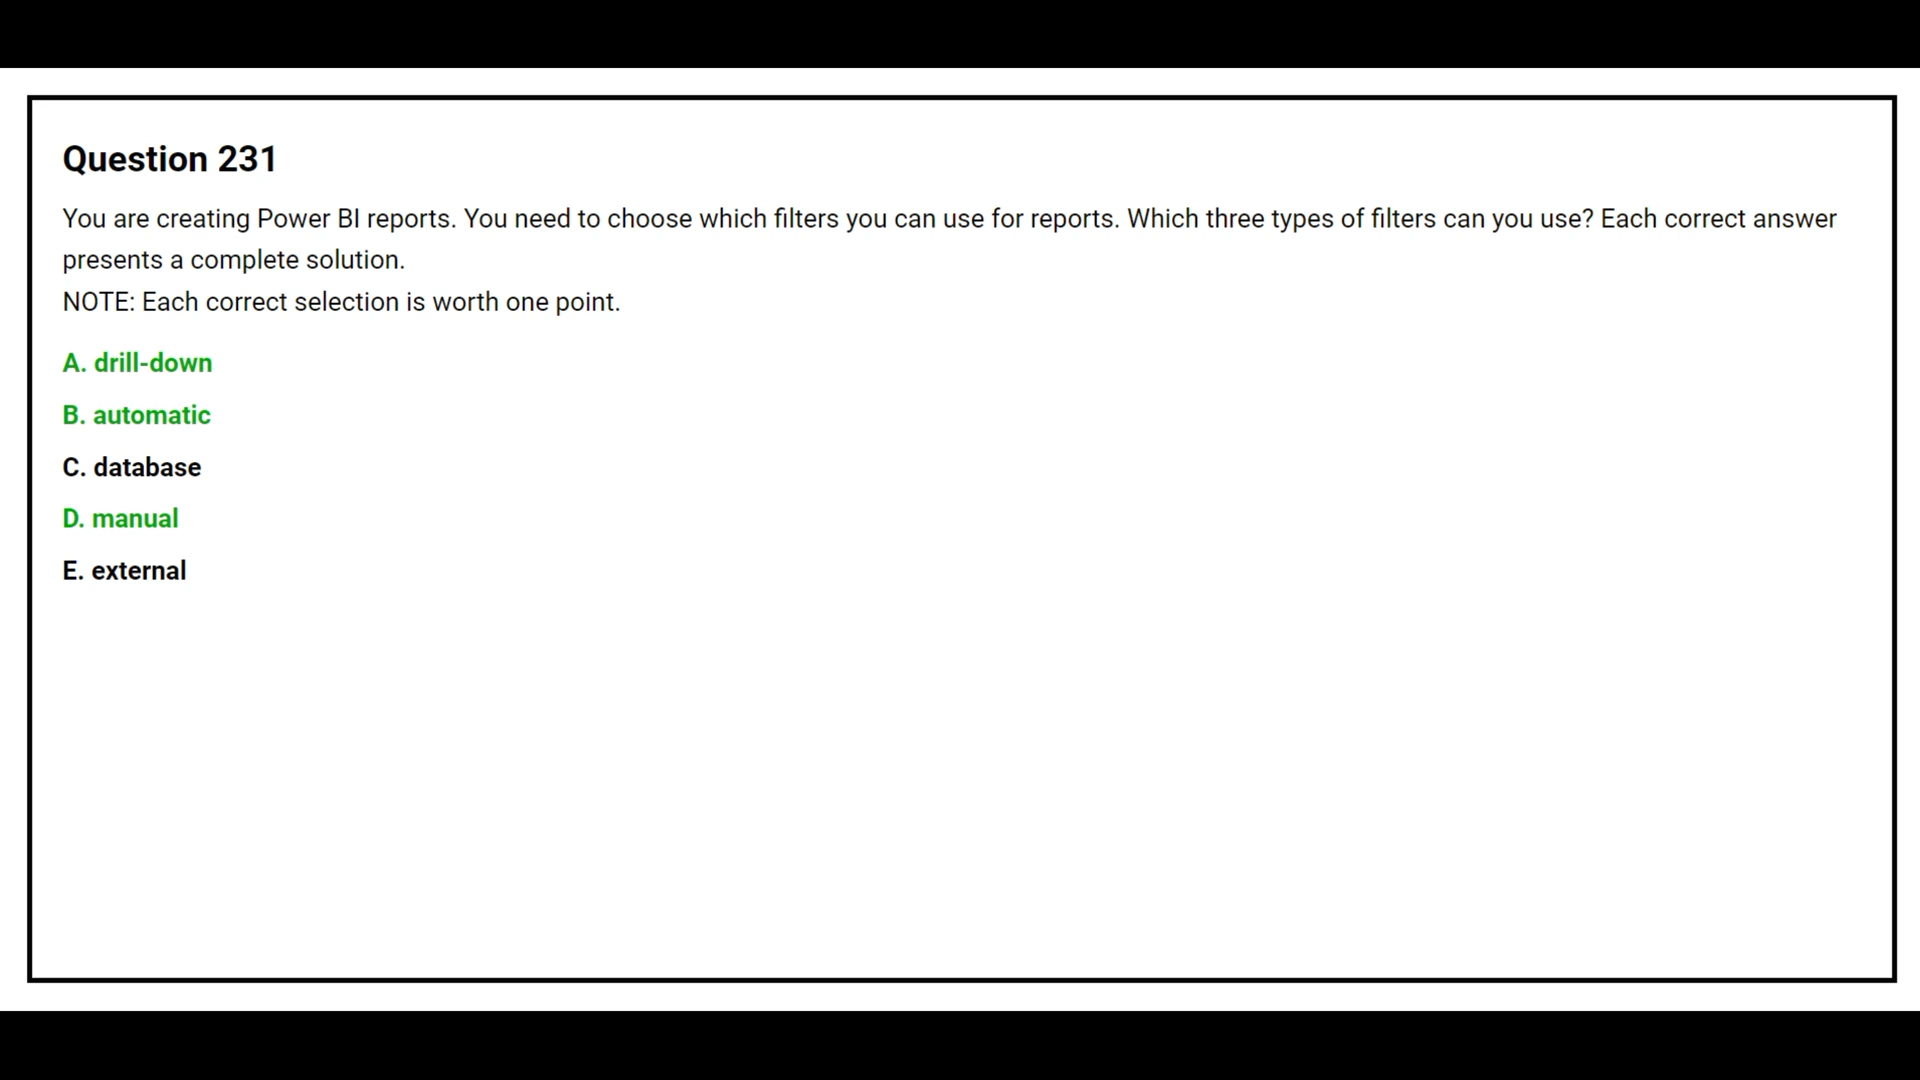 Question 231
You are creating Power BI reports. You need to choose which filters you can use for reports. Which three types of filters can you use? Each correct answer
presents a complete solution.
NOTE: Each correct selection is worth one point.
A. drill-down
B. automatic
C. database
D. manual
E. external